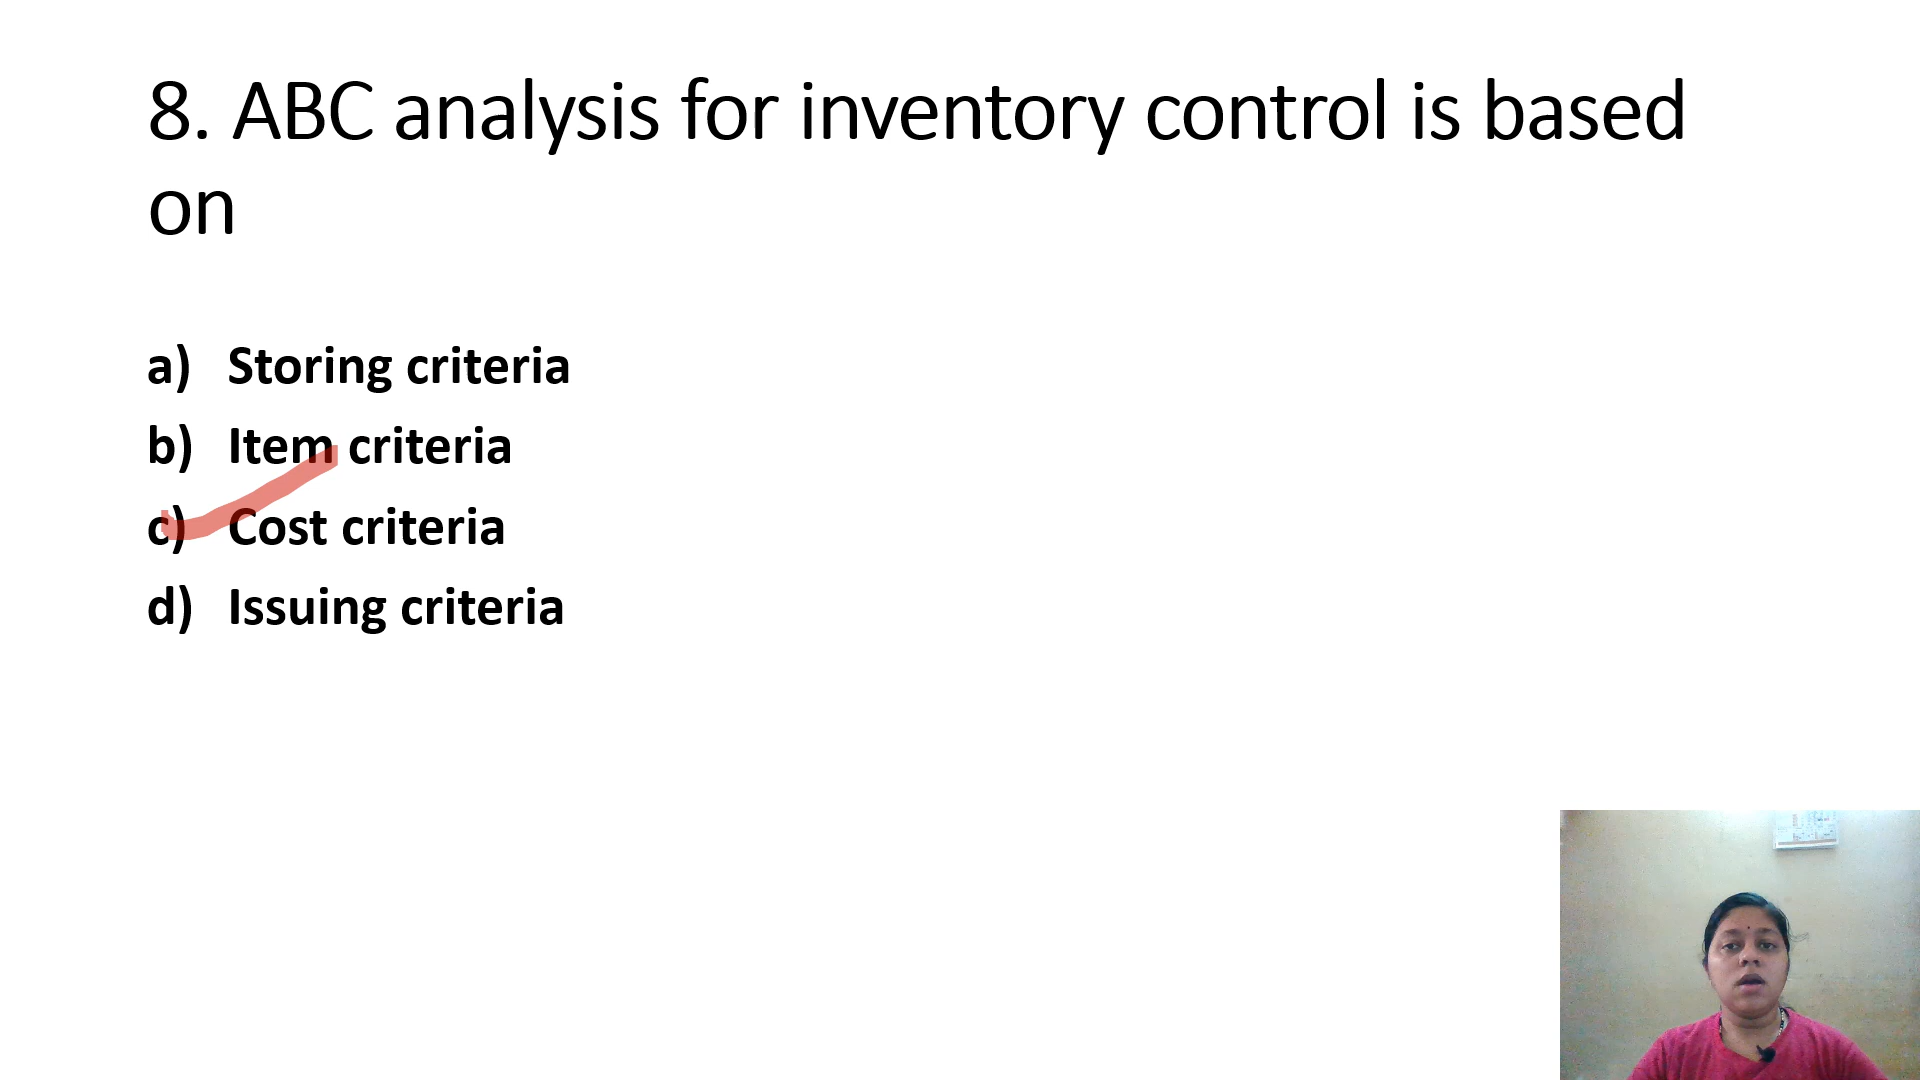 8. ABC analysis for inventory control is based
on
a) Storing criteria
b) Item criteria
c) Cost criteria
d) Issuing criteria